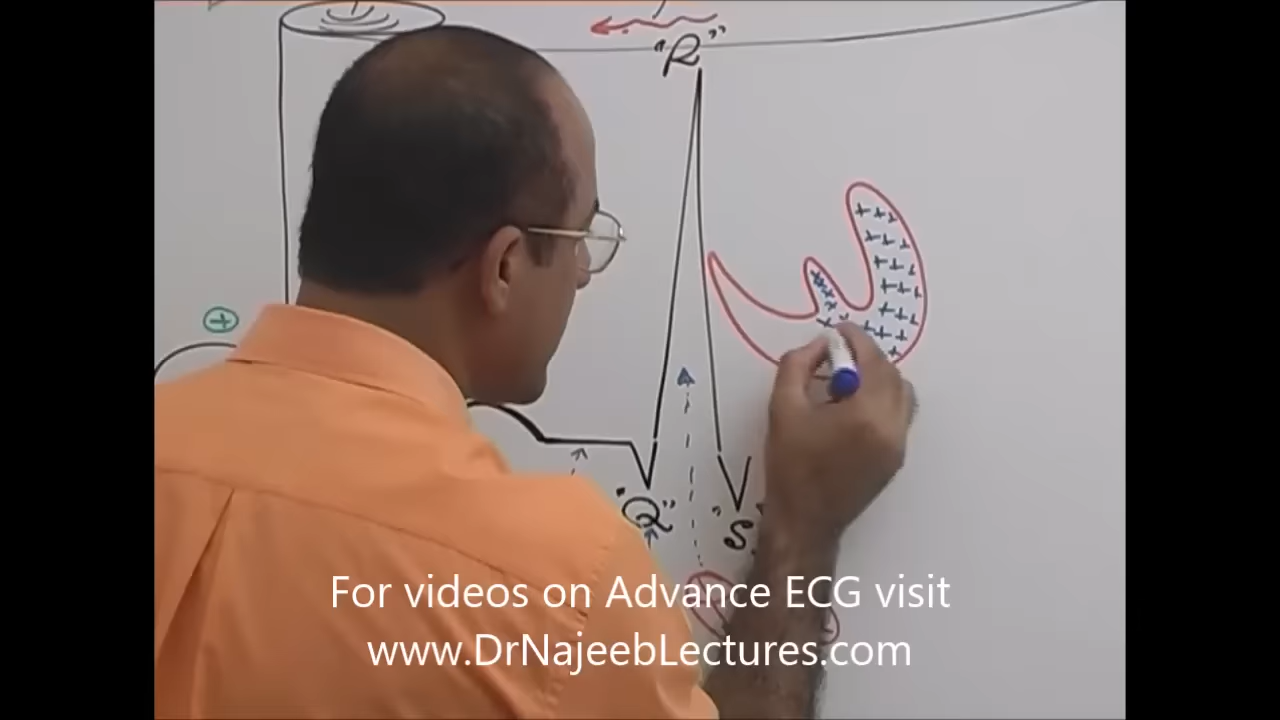 "R"
+
"Q"
"S"
For videos on Advance ECG visit
www.DrNajeebLectures.com